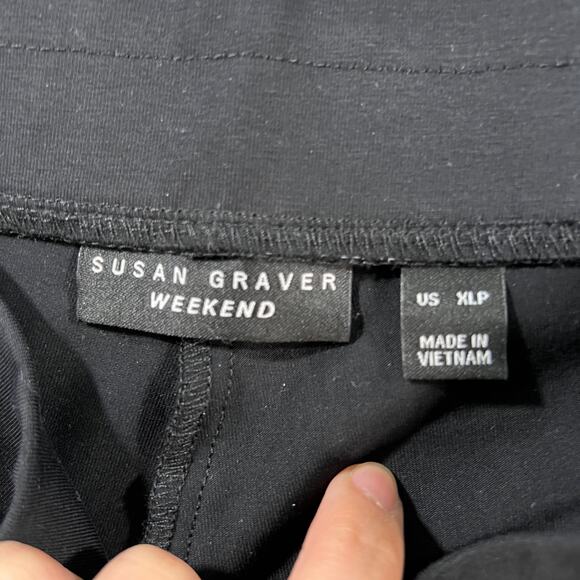 SUSAN GRAVER
WEEKEND
US XLP
MADE IN
VIETNAM